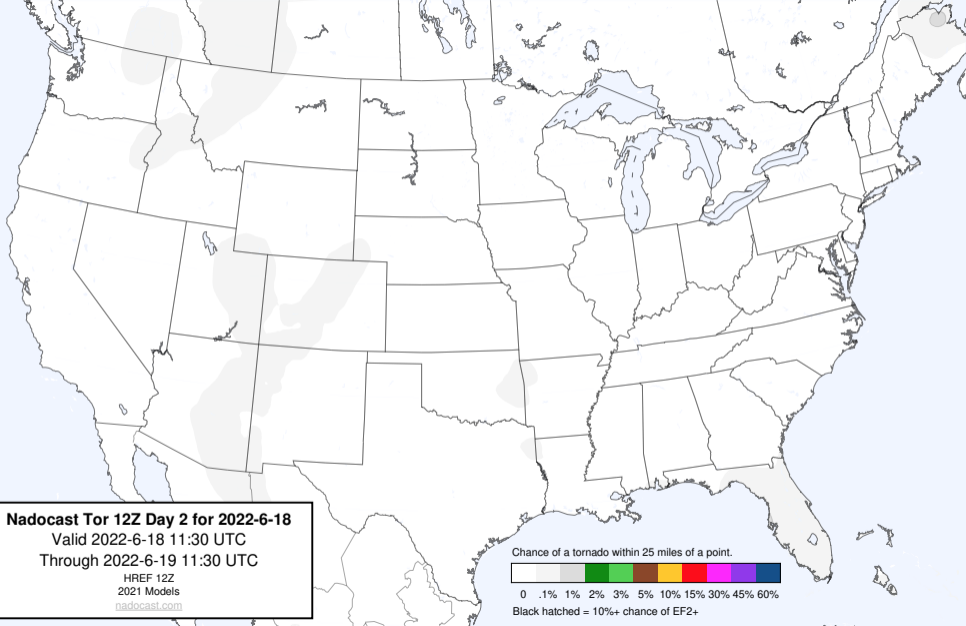 Nadocast Tor 12Z Day 2 for 2022-6-18
Valid 2022-6-18 11:30 UTC
Through 2022-6-19 11:30 UTC
HREF 12Z
2021 Models
nadocast.com
Chance of a tornado within 25 miles of a point.
0 .1% 1% 2% 3% 5% 10% 15% 30% 45% 60%
Black hatched = 10%+ chance of EF2+